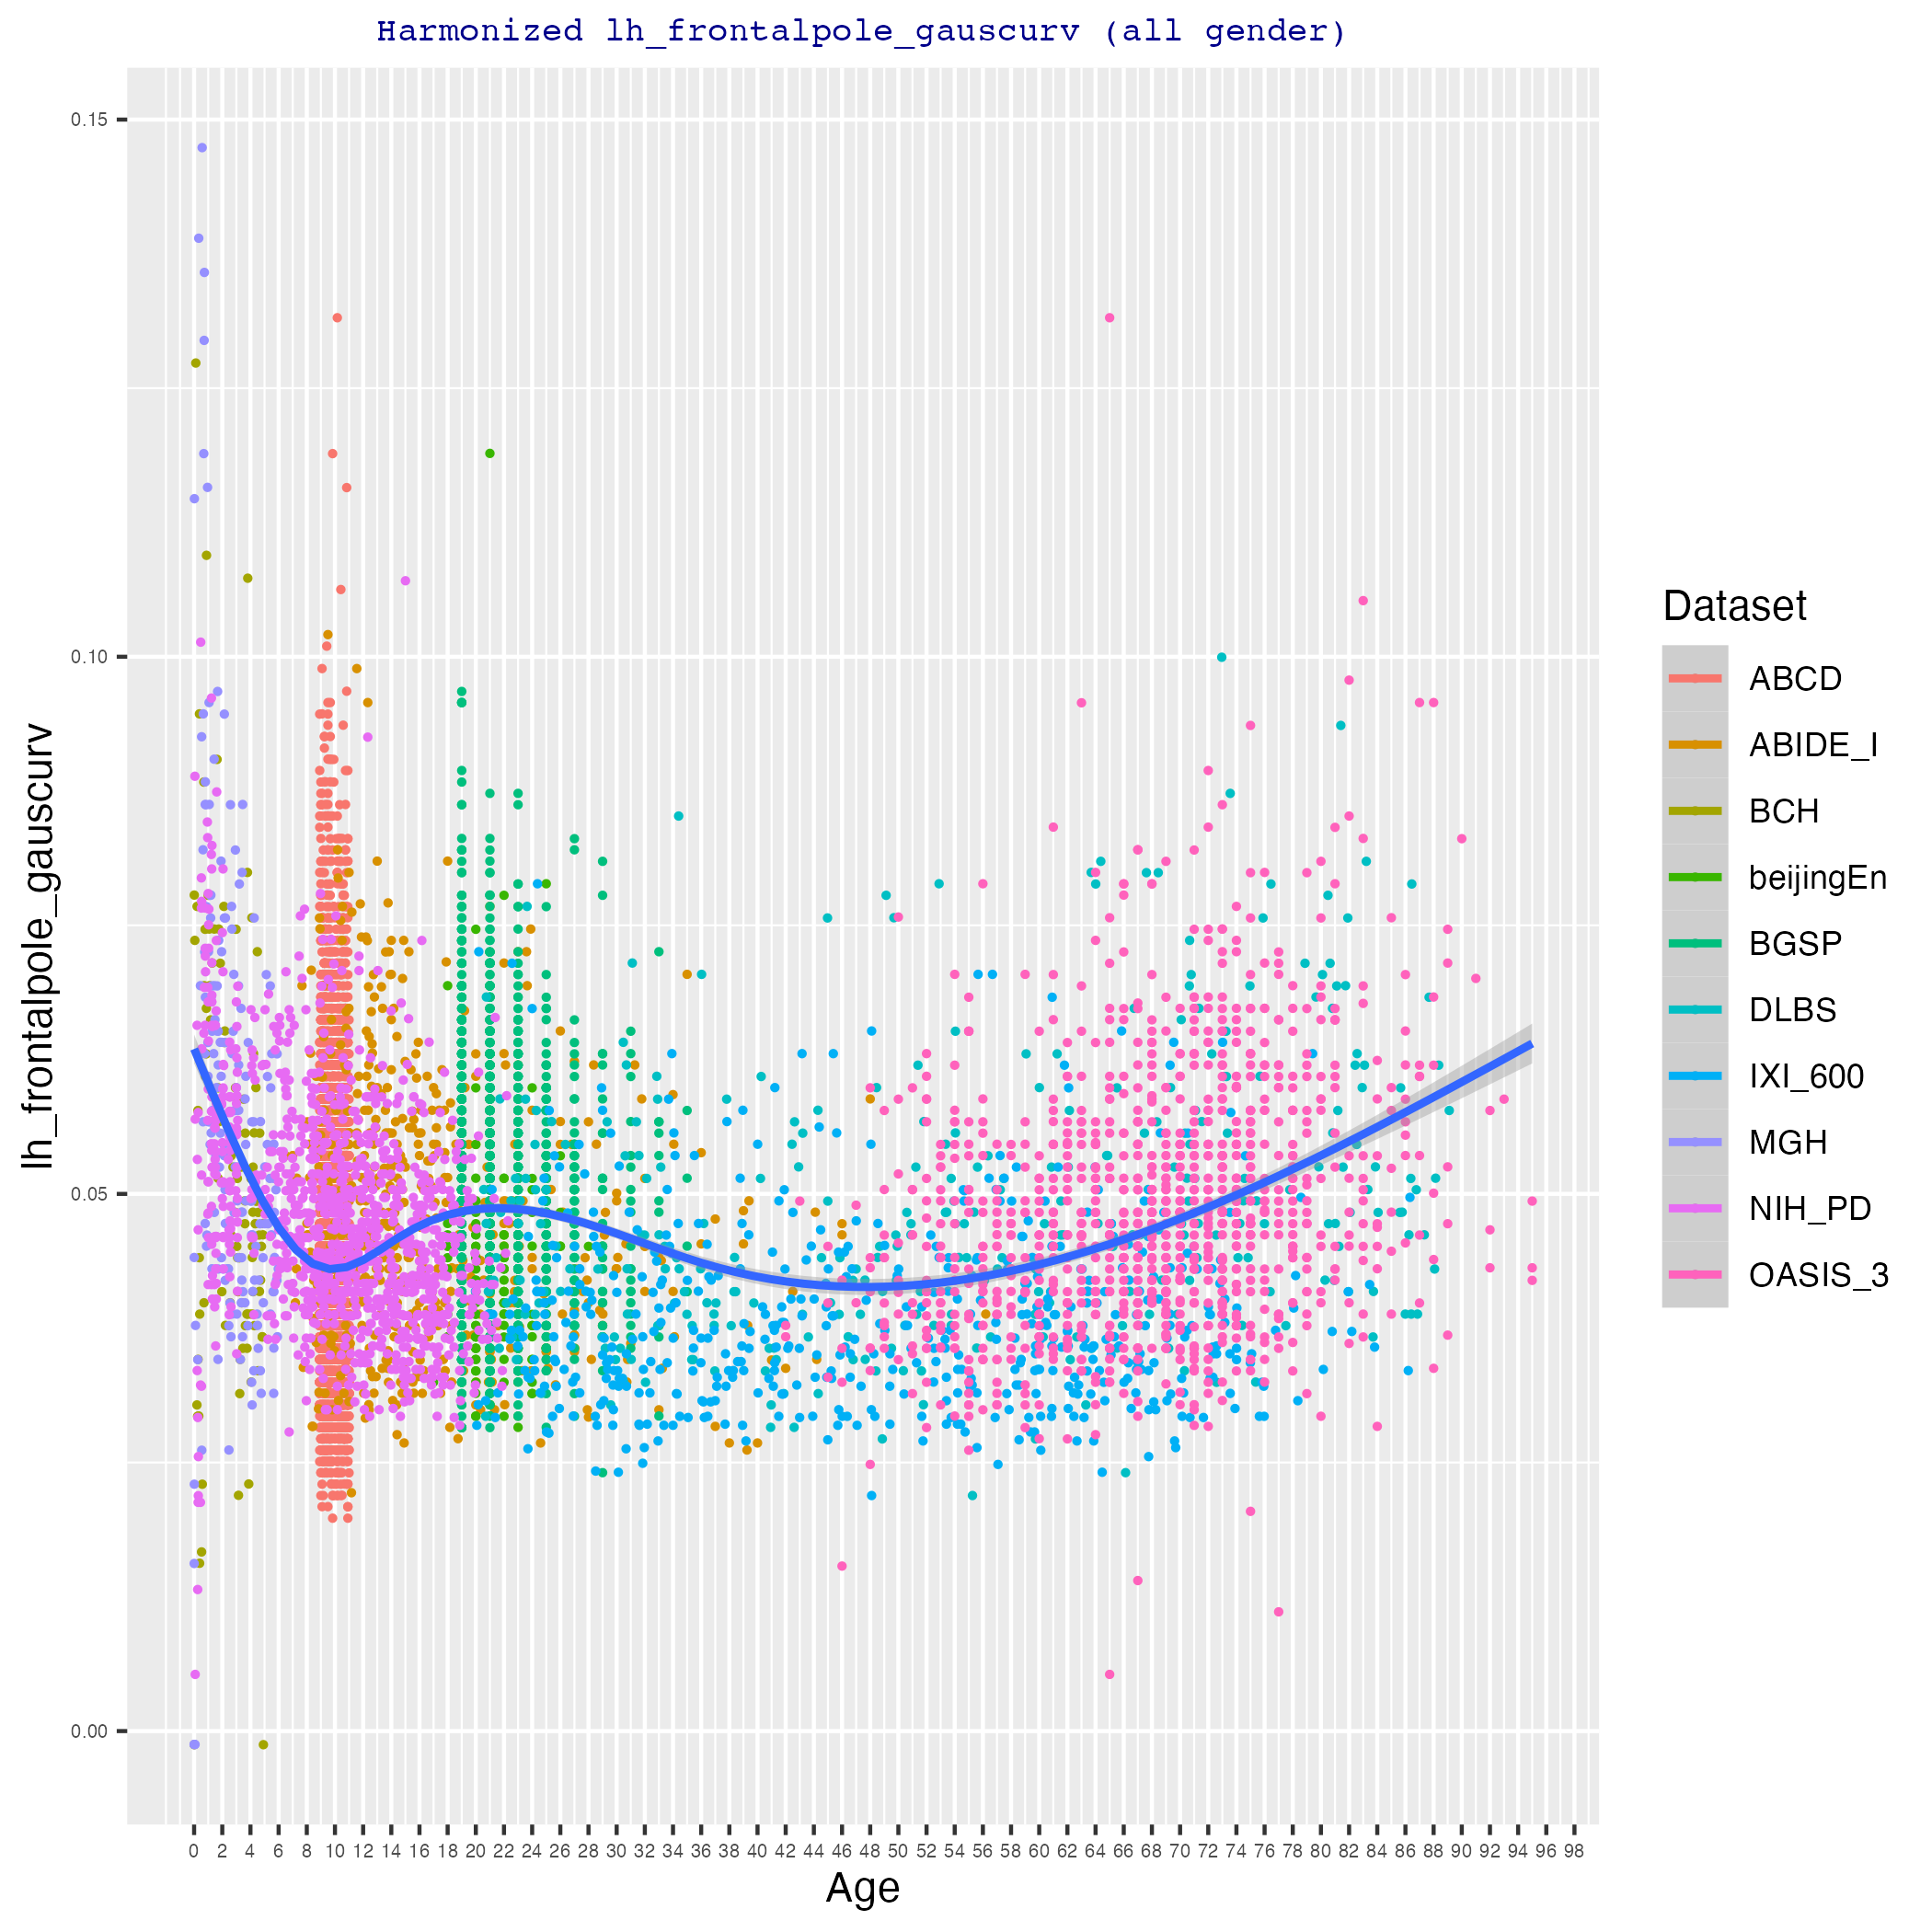 Harmonized lh_frontalpole_gauscurv (all gender)
lh_frontalpole_gauscurv
0.15
0.10
0.05
0.00
0 2 4 6 8 10 12 14 16 18 20 22 24 26 28 30 32 34 36 38 40 42 44 46 48 50 52 54 56 58 60 62 64 66 68 70 72 74 76 78 80 82 84 86 88 90 92 94 96 98
Age
Dataset
ABCD
ABIDE_I
BCH
beijingEn
BGSP
DLBS
IXI_600
MGH
NIH_PD
OASIS_3